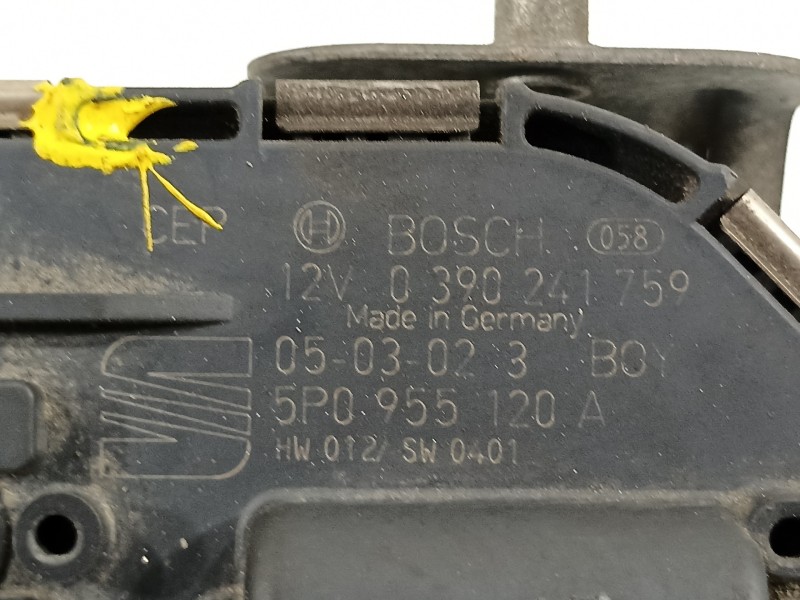 CEP BOSCH 058
12V 0 390 241 759
Made in Germany
05-03-02 3 BGY
5P0 955 120 A
HW 012/ SW 0401